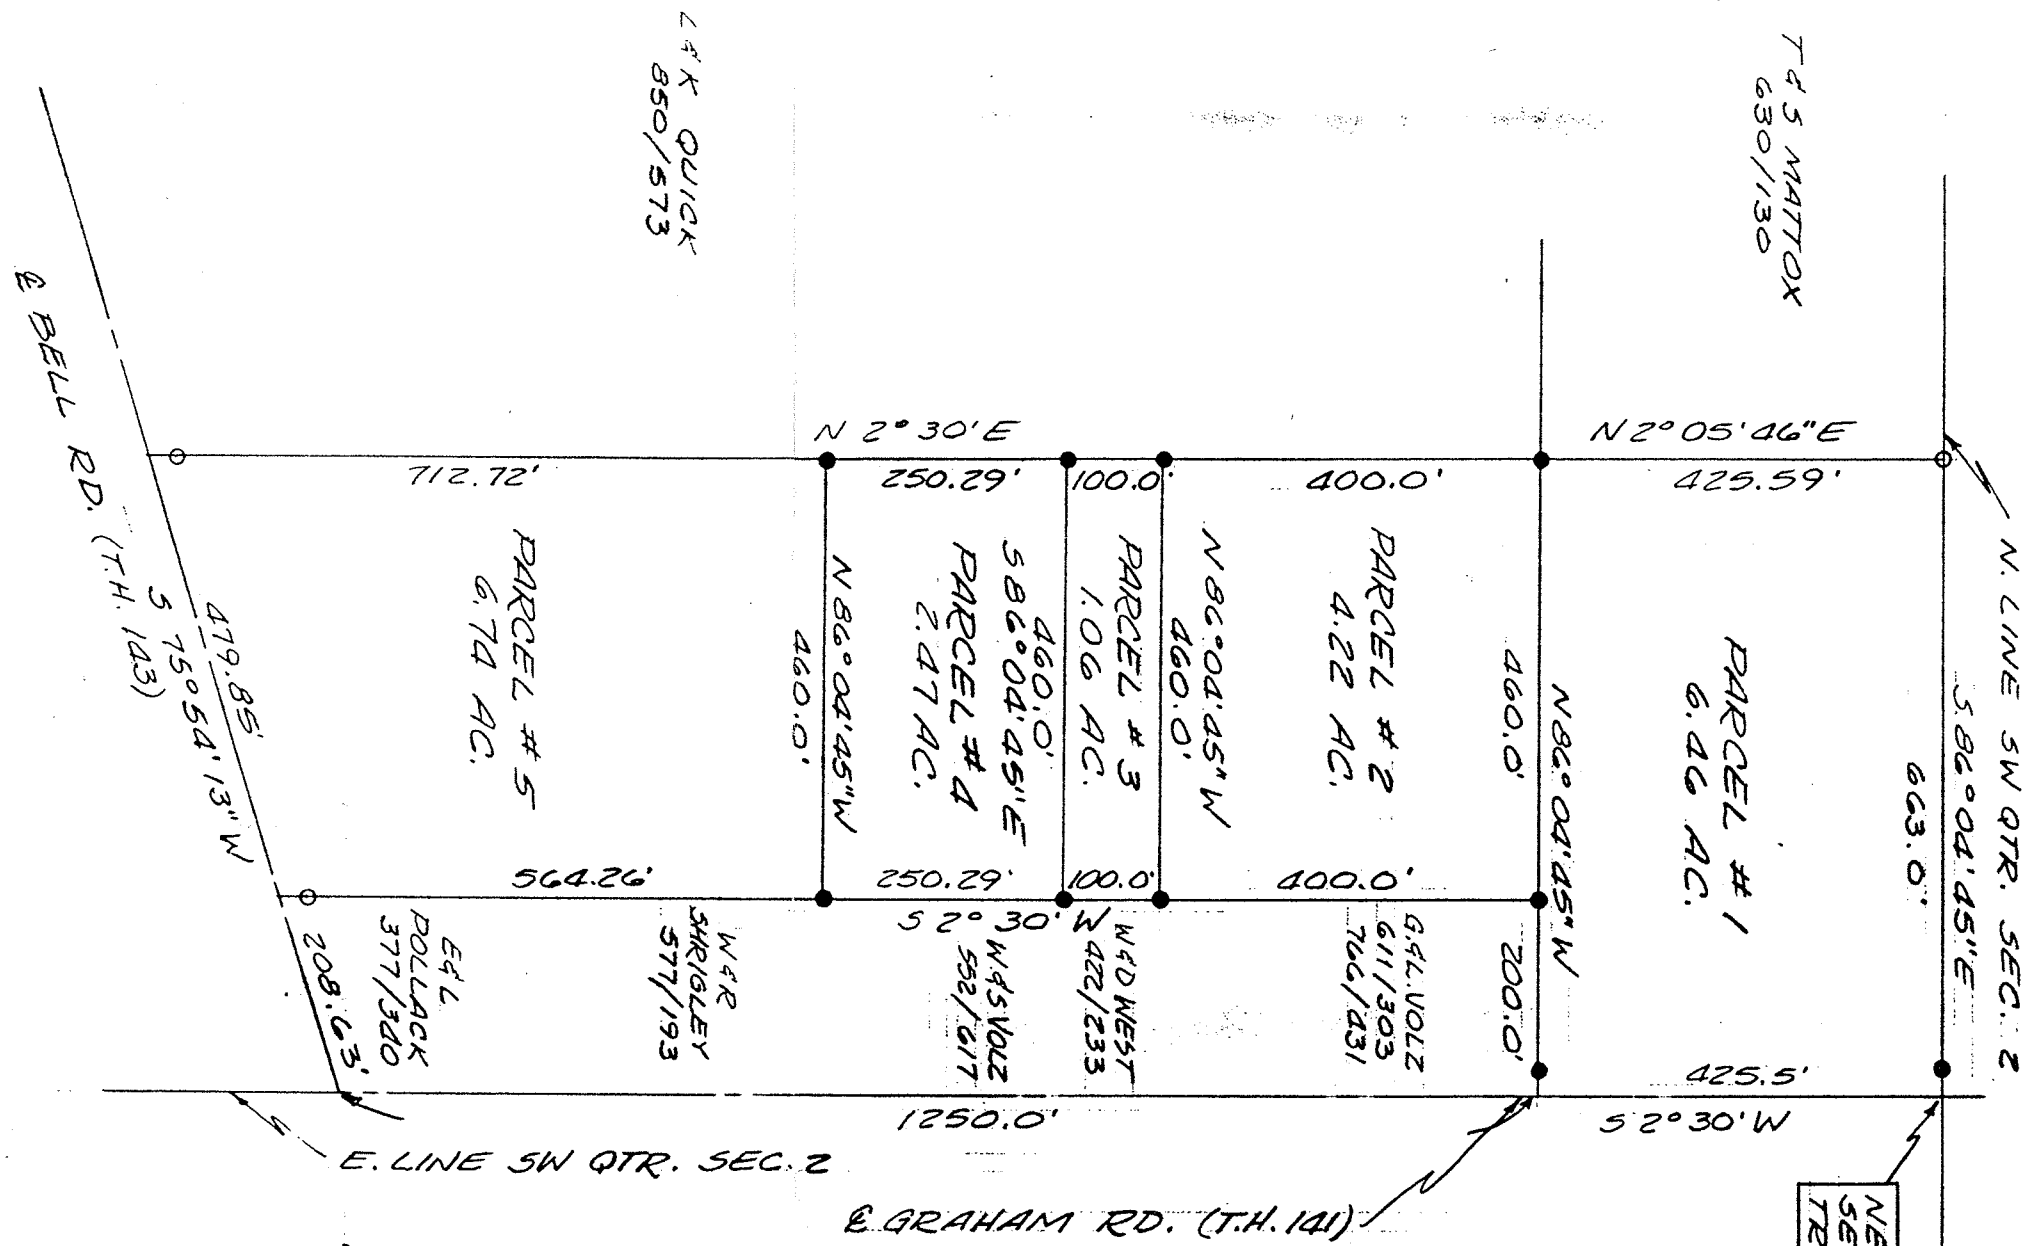 L & K QUICK
850/573
T & S MATTOX
630/130
N 2° 30' E
N 2° 05' 46" E
712.72'
250.29'
100.0'
400.0'
425.59'
N. LINE SW QTR. SEC. 2
S 86° 04' 45" E
663.0'
℄ BELL RD. (T.H. 143)
479.85'
S 75° 54' 13" W
PARCEL # 5
6.74 AC.
N 86° 04' 45" W
460.0'
460.0'
S 86° 04' 45" E
PARCEL # 4
2.47 AC.
PARCEL # 3
1.06 AC.
N 86° 04' 45" W
460.0'
PARCEL # 2
4.22 AC.
N 86° 04' 45" W
460.0'
PARCEL # 1
6.46 AC.
564.26'
250.29'
100.0'
400.0'
S 2° 30' W
208.63'
E & L
POLLACK
377/340
W & R
SHRIGLEY
577/193
W. & S VOLZ
552/617
W & D WEST
422/233
G. & L. VOLZ
611/303
766/431
200.0'
425.5'
S 2° 30' W
1250.0'
E. LINE SW QTR. SEC. 2
℄ GRAHAM RD. (T.H. 141)
NE
SE
TR